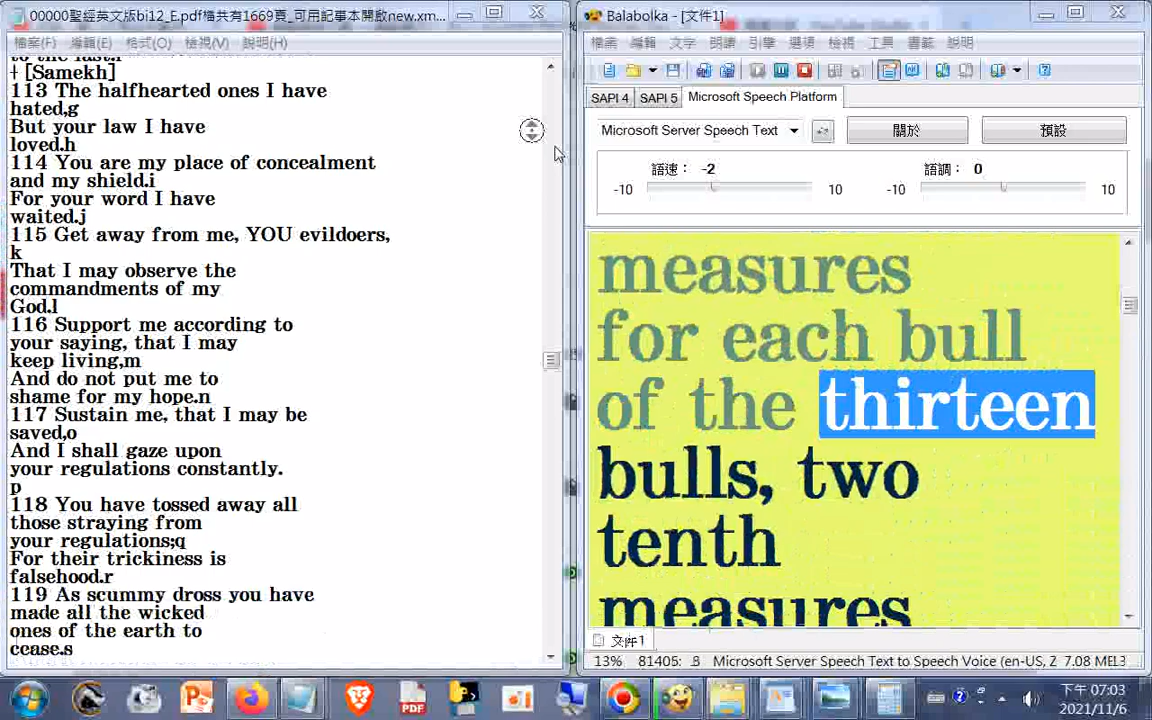 00000聖經英文版bi12_E.pdf檔共有1669頁_可用記事本開啟new.xm...
檔案(F) 編輯(E) 格式(O) 檢視(V) 說明(H)
to the last.r
[Samekh]
113 The halfhearted ones I have
hated,g
But your law I have
loved.h
114 You are my place of concealment
and my shield.i
For your word I have
waited.j
115 Get away from me, YOU evildoers,
k
That I may observe the
commandments of my
God.l
116 Support me according to
your saying, that I may
keep living,m
And do not put me to
shame for my hope.n
117 Sustain me, that I may be
saved,o
And I shall gaze upon
your regulations constantly.
p
118 You have tossed away all
those straying from
your regulations;q
For their trickiness is
falsehood.r
119 As scummy dross you have
made all the wicked
ones of the earth to
ccase.s
Balabolka - [文件1]
檔案 編輯 文字 朗讀 引擎 選項 檢視 工具 書籤 說明
SAPI 4 SAPI 5 Microsoft Speech Platform
Microsoft Server Speech Text 關於 預設
語速： -2 語調： 0
-10 10 -10 10
measures
for each bull
of the thirteen
bulls, two
tenth
measures
文件1
13% 81405: Microsoft Server Speech Text to Speech Voice (en-US, Z 7.08 ME
PDF
下午 07:03
2021/11/6